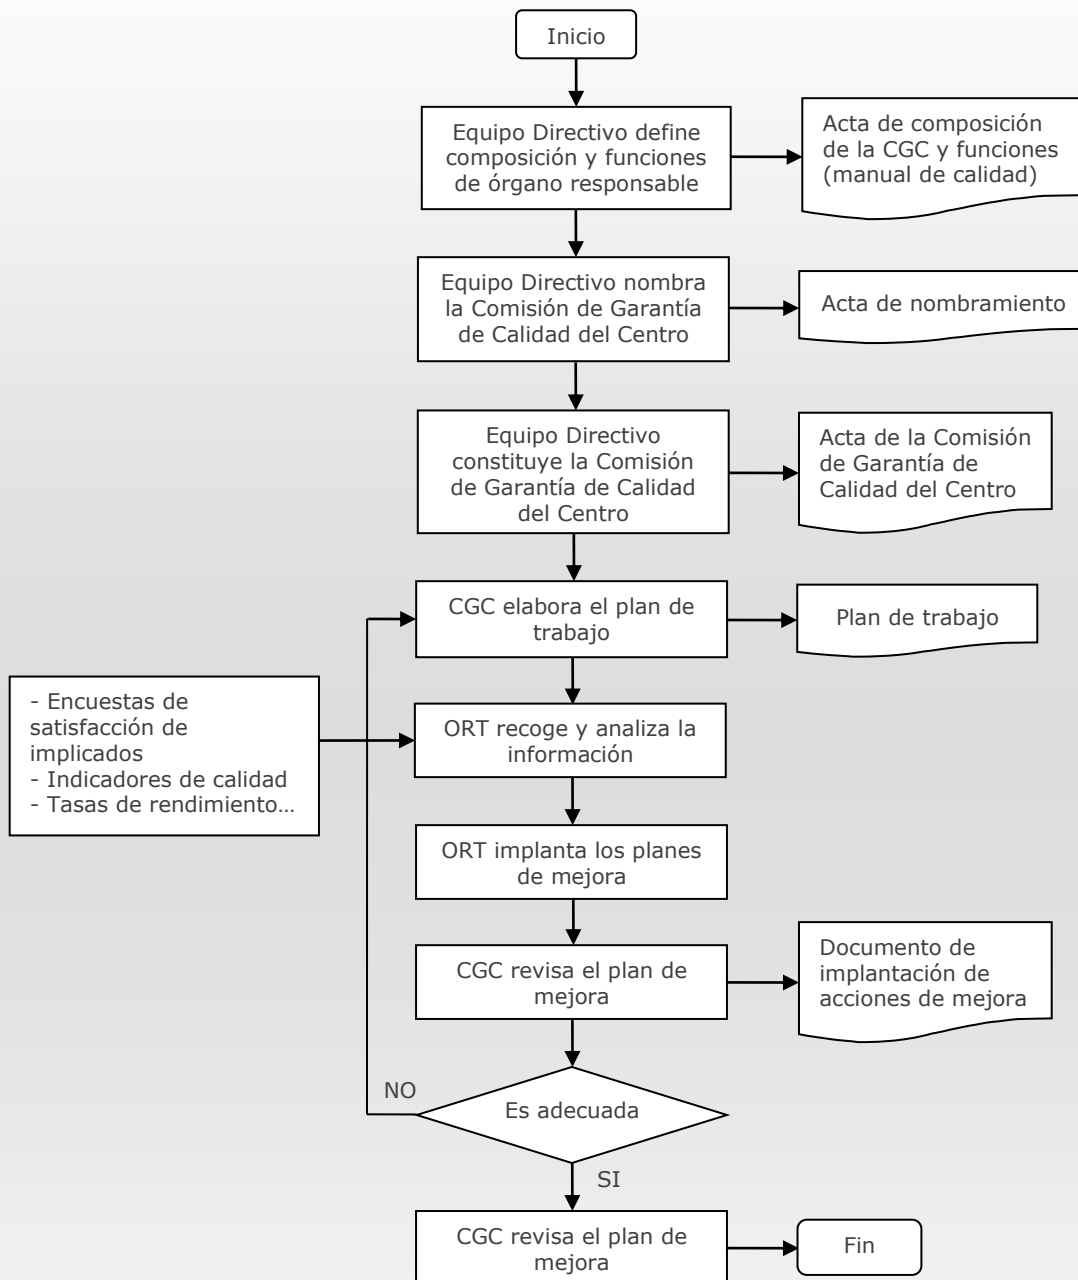 Inicio
Equipo Directivo define
composición y funciones
de órgano responsable
Acta de composición
de la CGC y funciones
(manual de calidad)
Equipo Directivo nombra
la Comisión de Garantía
de Calidad del Centro
Acta de nombramiento
Equipo Directivo
constituye la Comisión
de Garantía de Calidad
del Centro
Acta de la Comisión
de Garantía de
Calidad del Centro
CGC elabora el plan de
trabajo
Plan de trabajo
- Encuestas de
satisfacción de
implicados
- Indicadores de calidad
- Tasas de rendimiento…
ORT recoge y analiza la
información
ORT implanta los planes
de mejora
CGC revisa el plan de
mejora
Documento de
implantación de
acciones de mejora
NO
Es adecuada
SI
CGC revisa el plan de
mejora
Fin